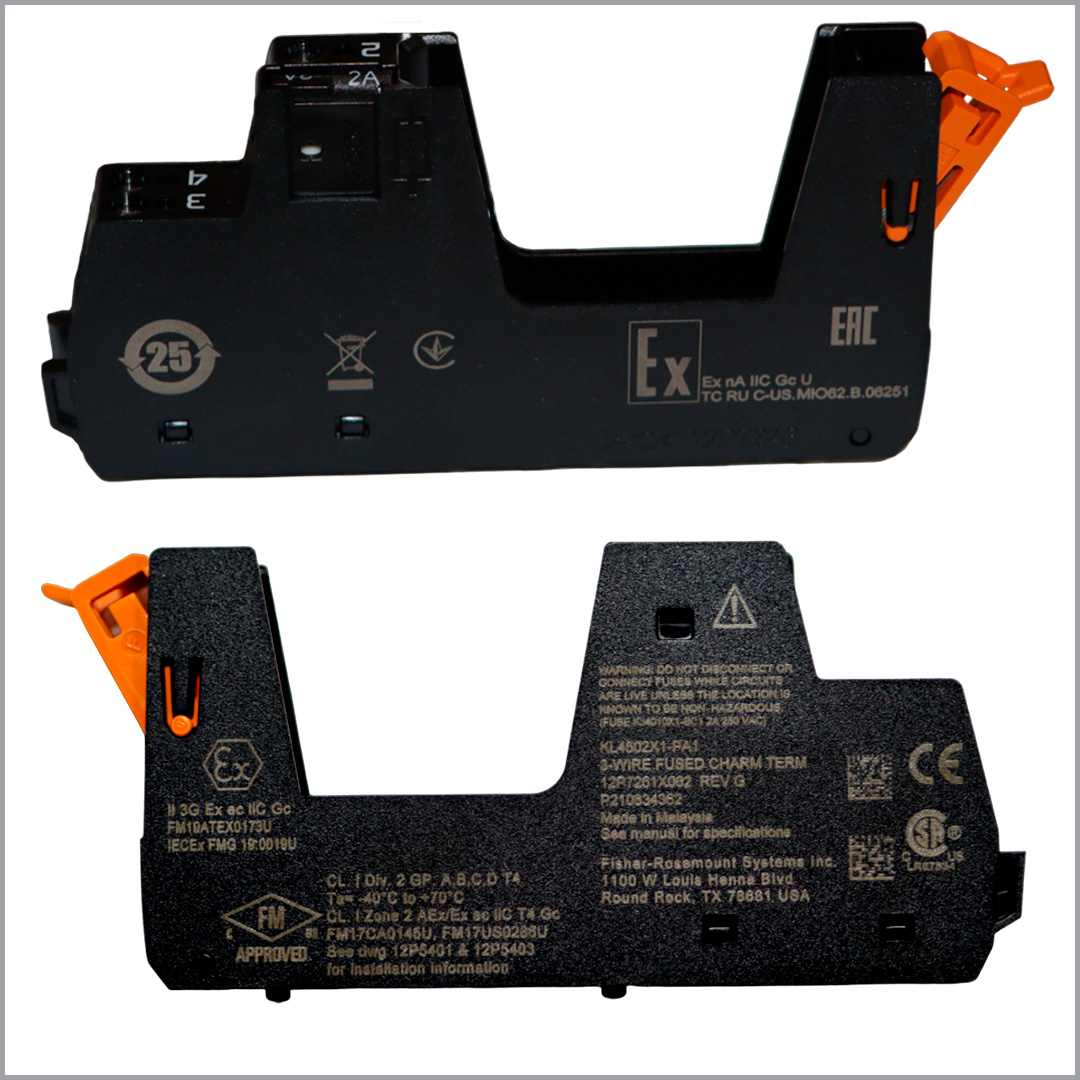 2
2A
4
3
25
Ex
Ex nA IIC Gc U
TC RU C-US.MIO62.B.06251
EAC
WARNING: DO NOT DISCONNECT OR
CONNECT FUSES WHILE CIRCUITS
ARE LIVE UNLESS THE LOCATION IS
KNOWN TO BE NON-HAZARDOUS
(FUSE KJ4010X1-BC1 2A 250 VAC)
KL4502X1-PA1
3-WIRE FUSED CHARM TERM
12P7261X062 REV G
P210834362
Made in Malaysia
See manual for specifications
Fisher-Rosemount Systems Inc.
1100 W Louis Henna Blvd
Round Rock, TX 78681 USA
CE
C US
Ex
II 3G Ex ec IIC Gc
FM19ATEX0173U
IECEx FMG 19.0019U
FM
APPROVED
CL. I Div. 2 GP. A,B,C,D T4
Ta= -40°C to +70°C
CL. I Zone 2 AEx/Ex ec IIC T4 Gc
FM17CA0145U, FM17US0286U
See dwg 12P5401 & 12P5403
for installation information